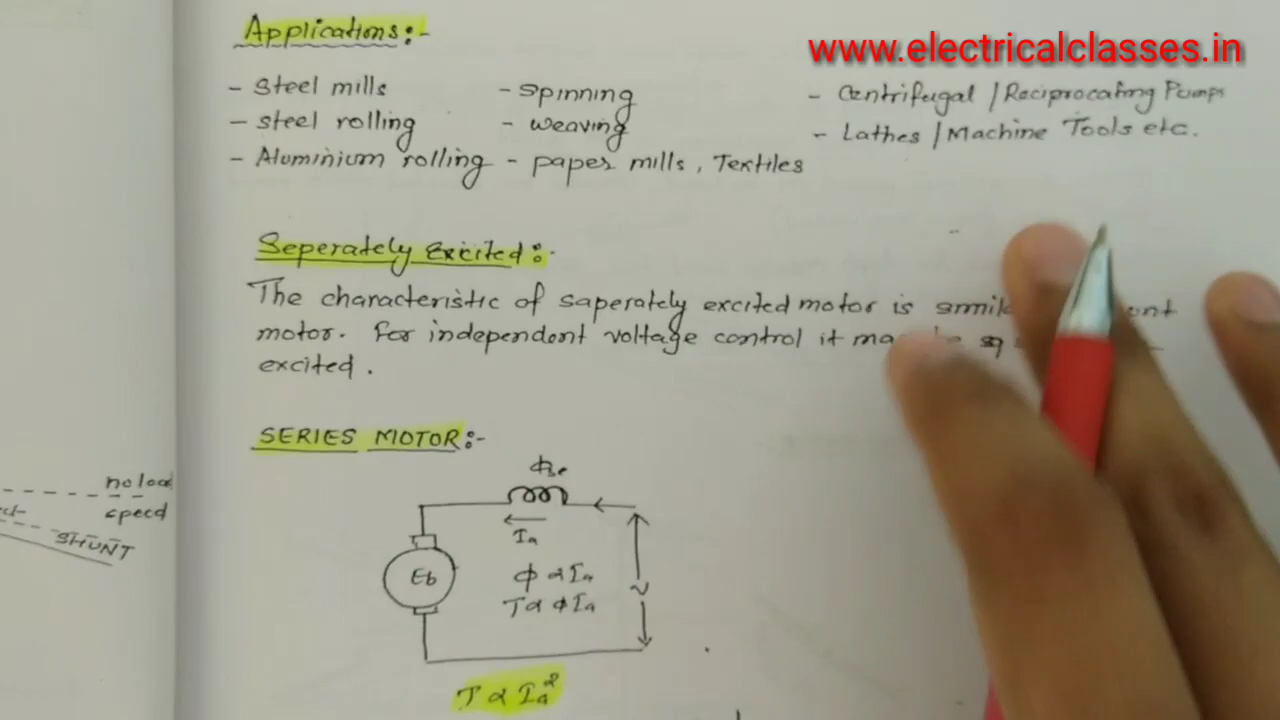 www.electricalclasses.in
Applications:-
- Steel mills
- Spinning
- Centrifugal / Reciprocating Pumps
- Steel rolling
- Weaving
- Lathes / Machine Tools etc.
- Aluminium rolling
- paper mills, Textiles
Seperately Excited:-
The characteristic of saperately excited motor is
motor. For independent voltage control it
excited.
SERIES MOTOR:-
Φse
Ia
Eb
Φ ∝ Ia
T ∝ Φ Ia
V
T ∝ Ia²
no load
speed
SHUNT